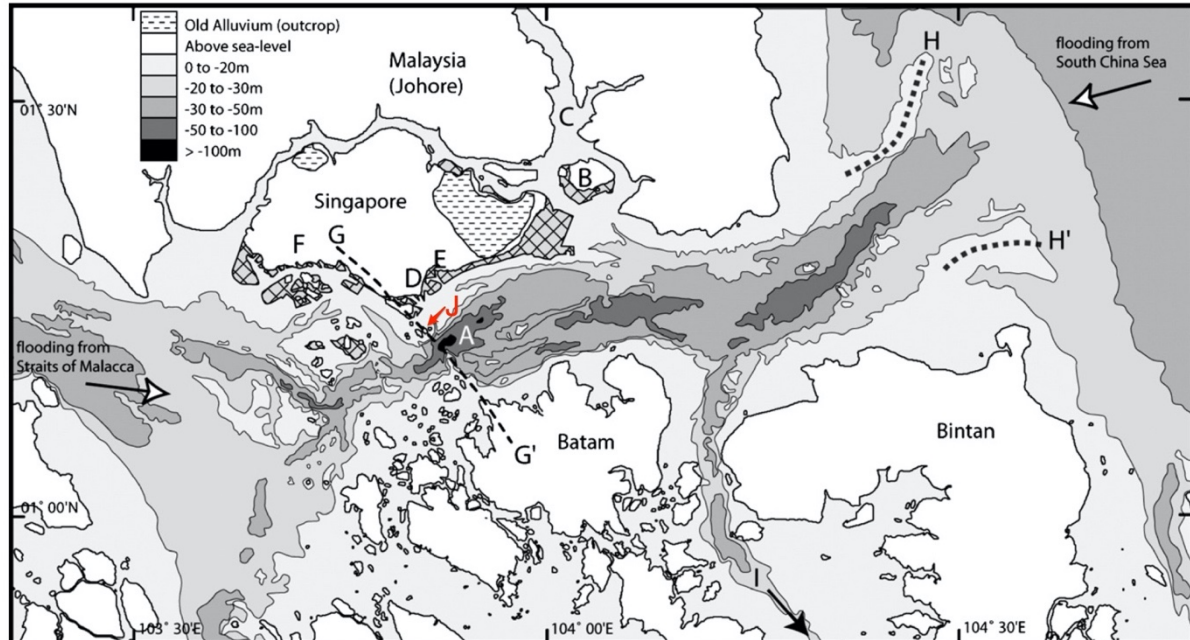 Old Alluvium (outcrop)
Above sea-level
0 to -20m
-20 to -30m
-30 to -50m
-50 to -100
> -100m
Malaysia
(Johore)
H
flooding from
South China Sea
01° 30'N
C
B
Singapore
G
F
E
D
H'
J
A
flooding from
Straits of Malacca
Batam
Bintan
G'
01° 00'N
I
103° 30'E
104° 00'E
104° 30'E